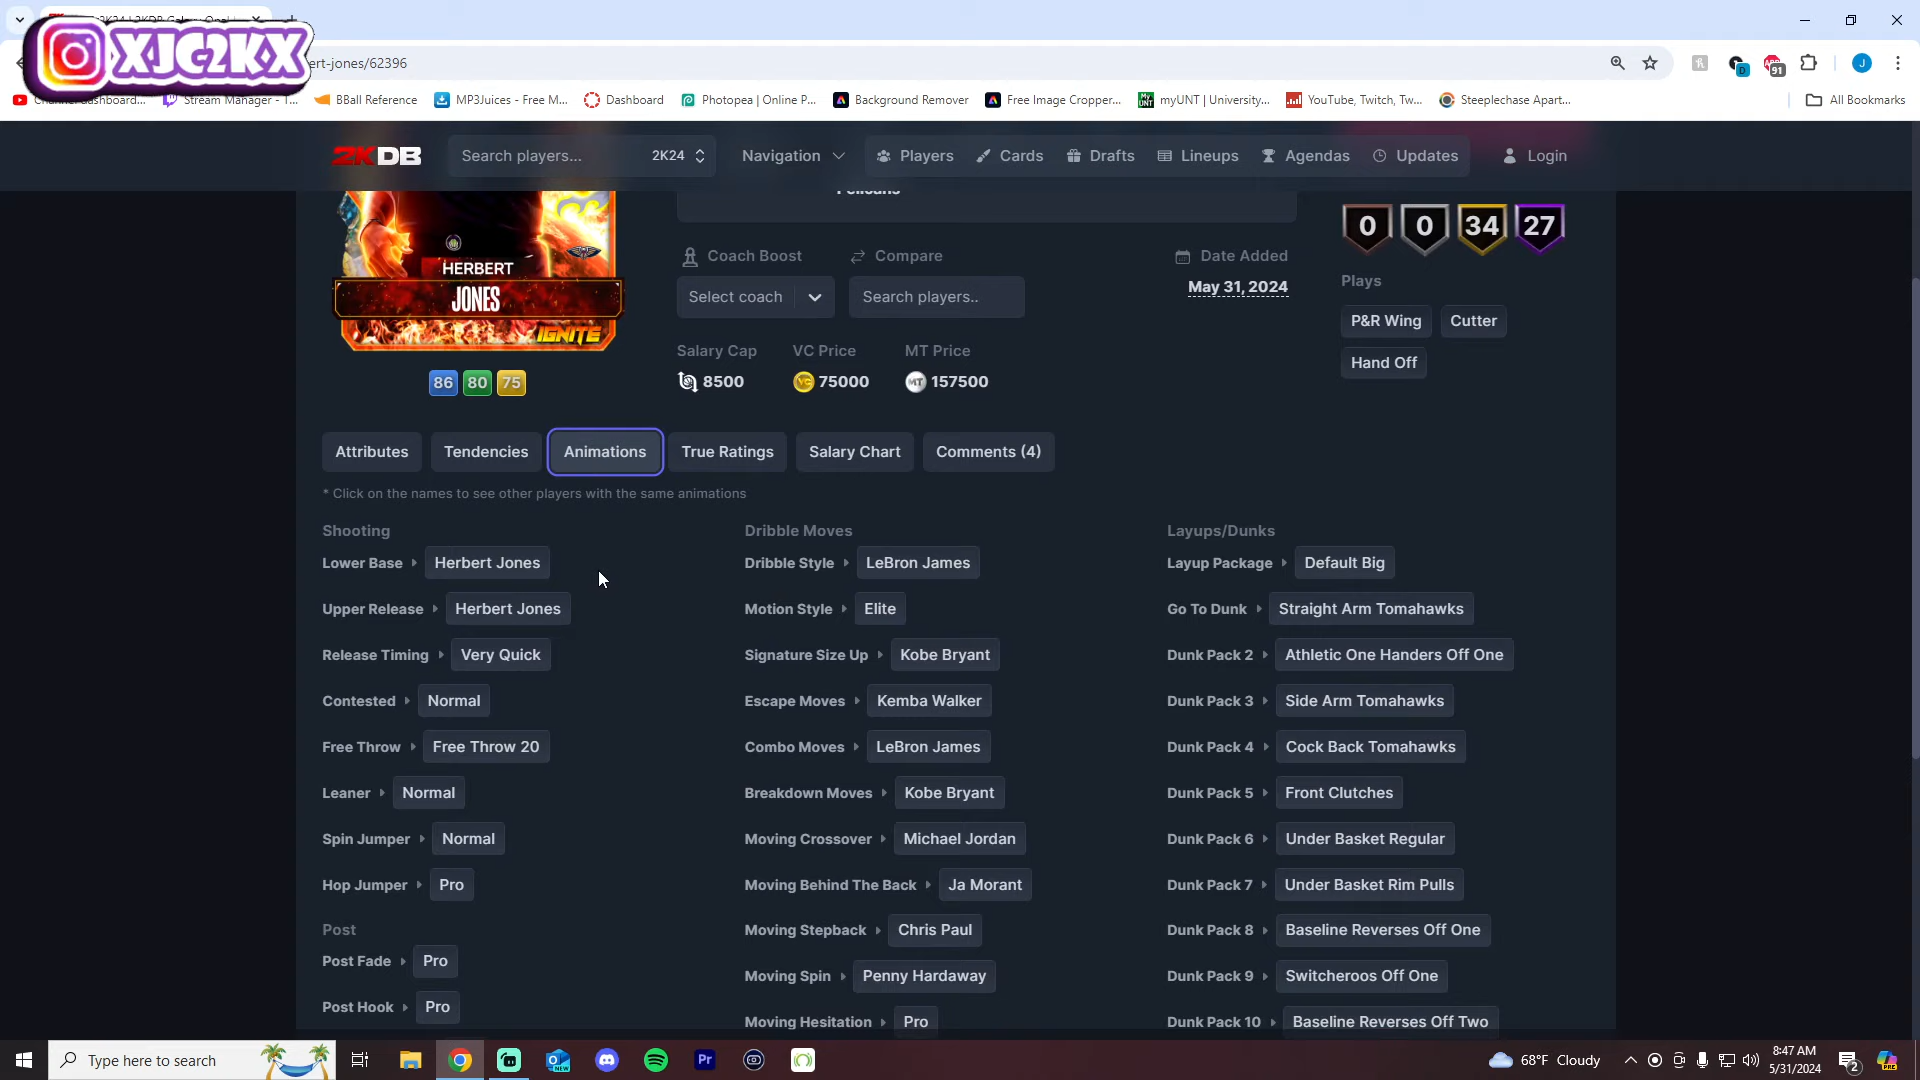 XJC2KX
ert-jones/62396
91
BBall Reference
MP3Juices - Free M...
Dashboard
Photopea | Online P...
Background Remover
Free Image Cropper...
myUNT | University...
YouTube, Twitch, Tw...
Steeplechase Apart...
All Bookmarks
Stream Manager - T...
2KDB
Search players...
2K24
Navigation
Players
Cards
Drafts
Lineups
Agendas
Updates
Login
Pelicans
HERBERT
JONES
IGNITE
86 80 75
Coach Boost
Select coach
Compare
Search players..
Date Added
May 31, 2024
Salary Cap
8500
VC Price
75000
MT Price
157500
0 0 34 27
Plays
P&R Wing
Cutter
Hand Off
Attributes
Tendencies
Animations
True Ratings
Salary Chart
Comments (4)
* Click on the names to see other players with the same animations
Shooting
Lower Base Herbert Jones
Upper Release Herbert Jones
Release Timing Very Quick
Contested Normal
Free Throw Free Throw 20
Leaner Normal
Spin Jumper Normal
Hop Jumper Pro
Post
Post Fade Pro
Post Hook Pro
Dribble Moves
Dribble Style LeBron James
Motion Style Elite
Signature Size Up Kobe Bryant
Escape Moves Kemba Walker
Combo Moves LeBron James
Breakdown Moves Kobe Bryant
Moving Crossover Michael Jordan
Moving Behind The Back Ja Morant
Moving Stepback Chris Paul
Moving Spin Penny Hardaway
Moving Hesitation Pro
Layups/Dunks
Layup Package Default Big
Go To Dunk Straight Arm Tomahawks
Dunk Pack 2 Athletic One Handers Off One
Dunk Pack 3 Side Arm Tomahawks
Dunk Pack 4 Cock Back Tomahawks
Dunk Pack 5 Front Clutches
Dunk Pack 6 Under Basket Regular
Dunk Pack 7 Under Basket Rim Pulls
Dunk Pack 8 Baseline Reverses Off One
Dunk Pack 9 Switcheroos Off One
Dunk Pack 10 Baseline Reverses Off Two
Type here to search
68°F Cloudy
8:47 AM
5/31/2024
2